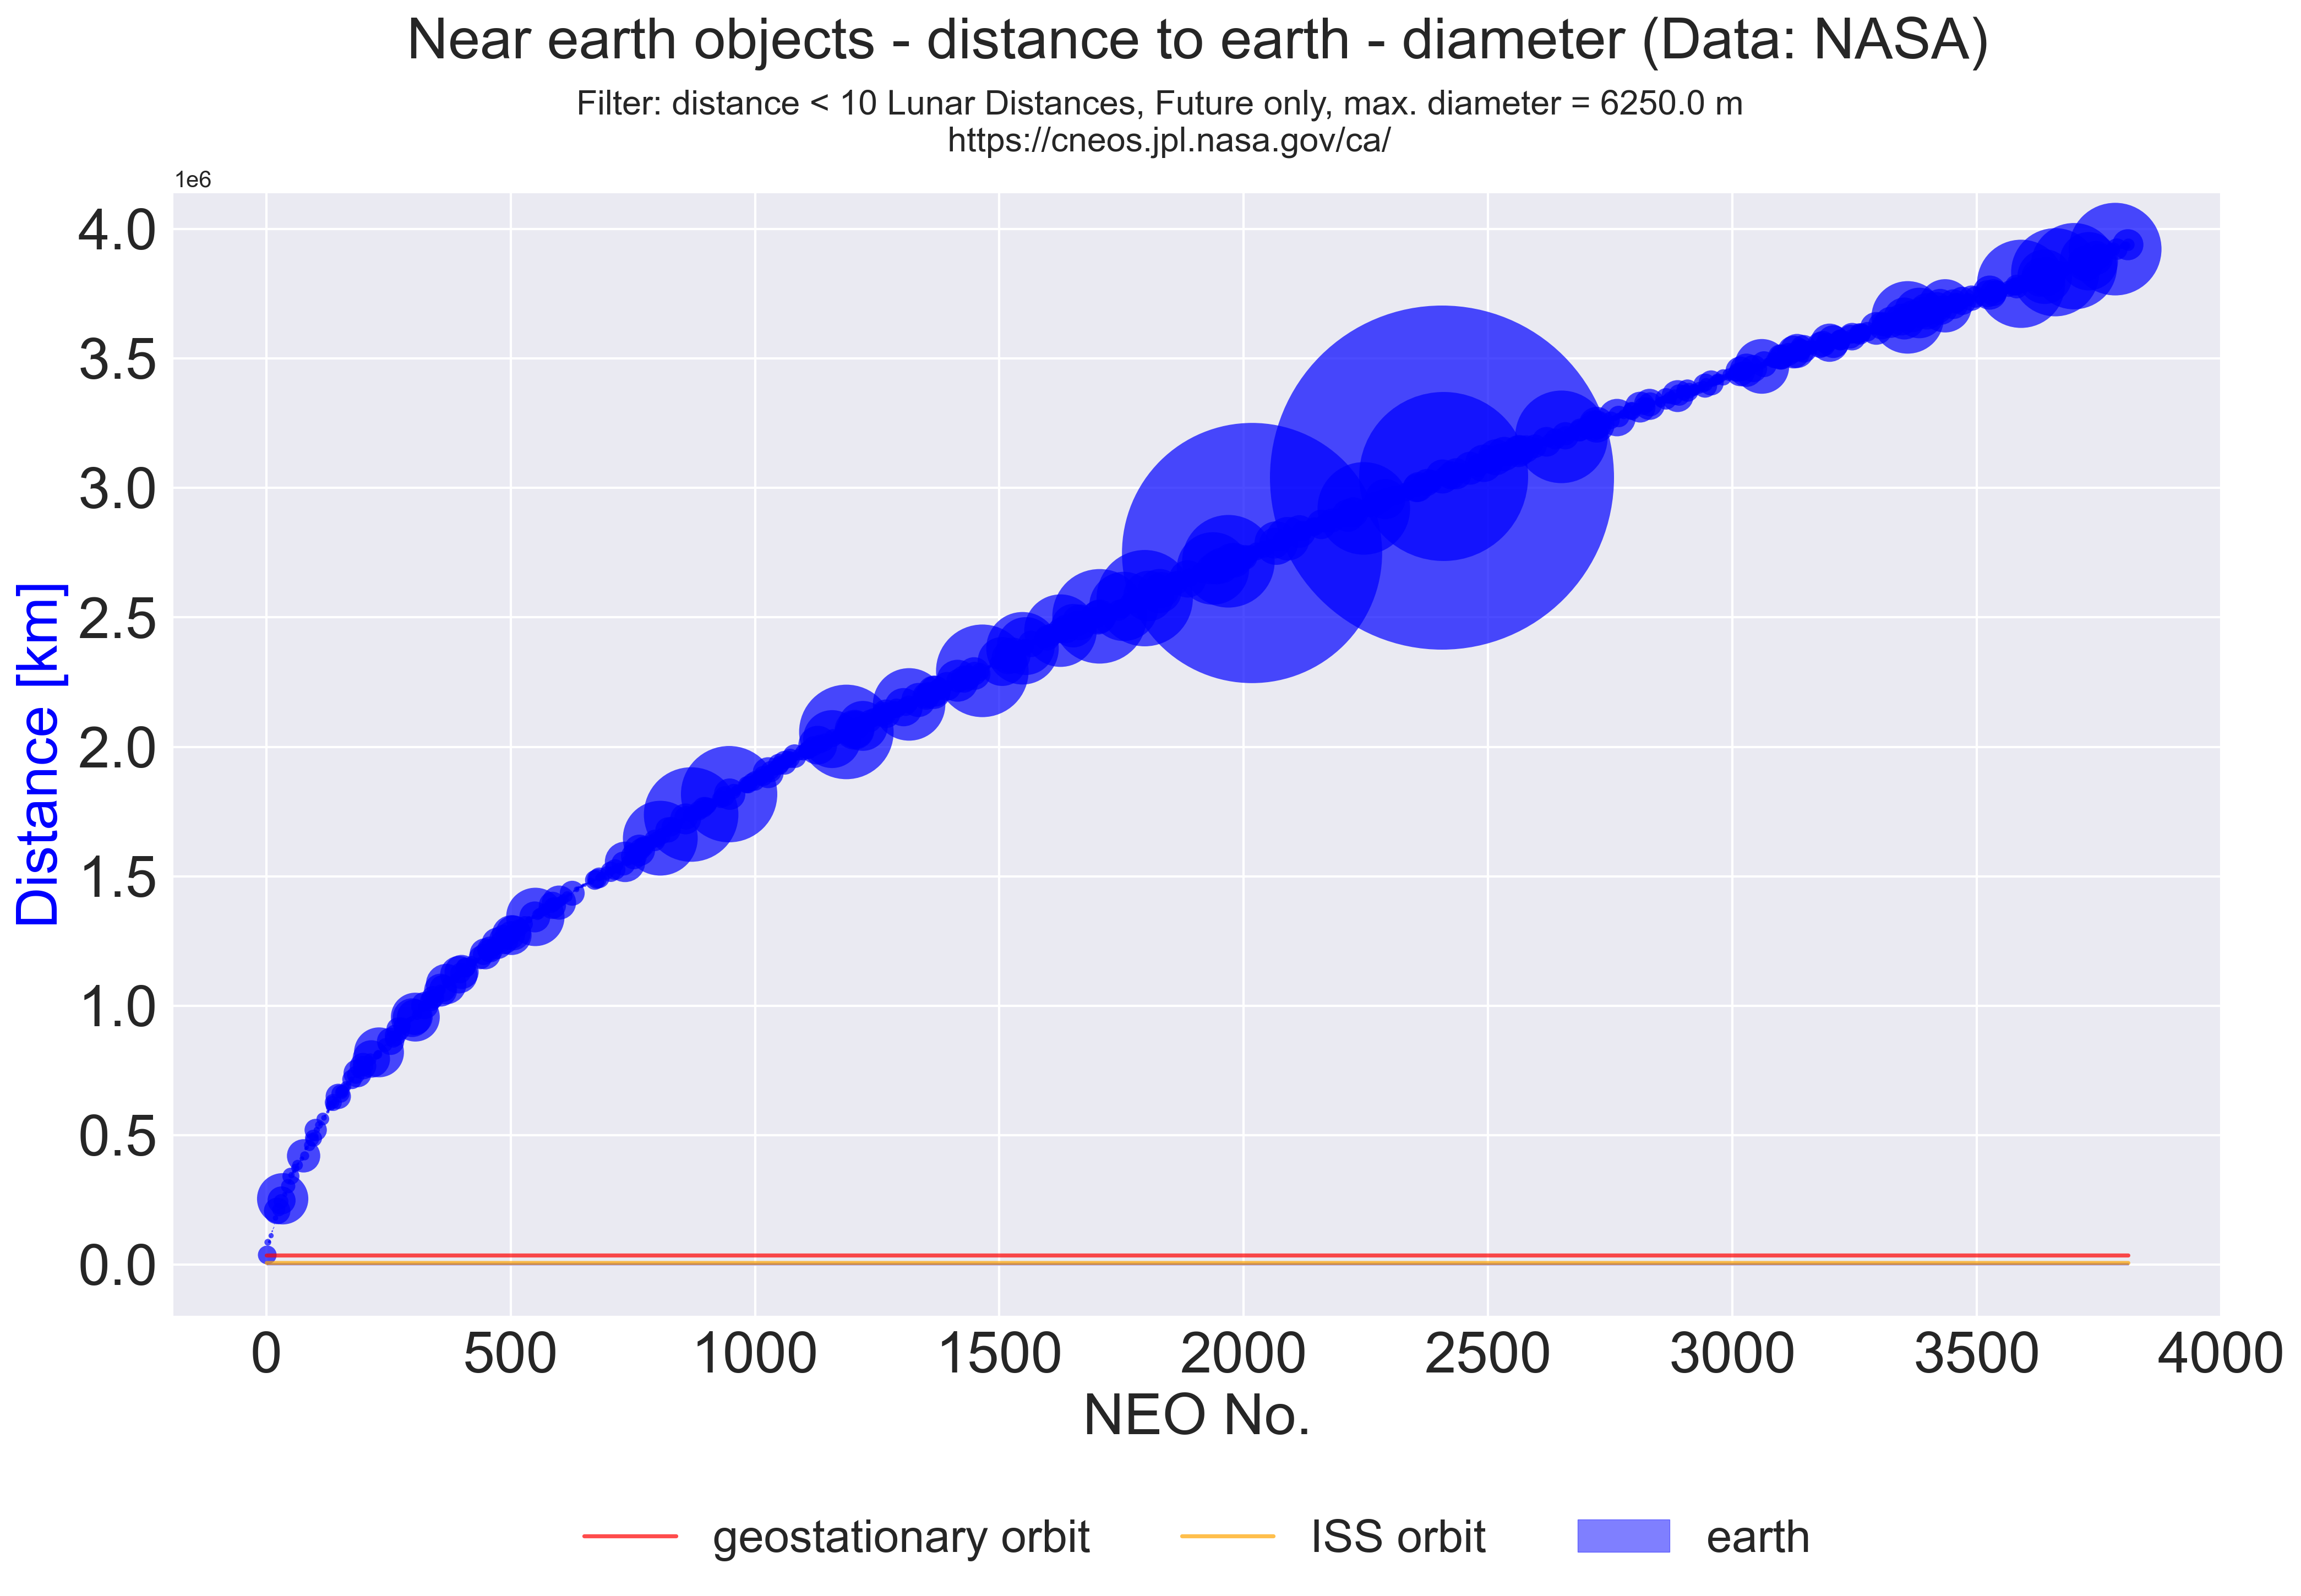 Near earth objects - distance to earth - diameter (Data: NASA)
Filter: distance < 10 Lunar Distances, Future only, max. diameter = 6250.0 m
https://cneos.jpl.nasa.gov/ca/
1e6
4.0
3.5
3.0
2.5
2.0
1.5
1.0
0.5
0.0
Distance [km]
0 500 1000 1500 2000 2500 3000 3500 4000
NEO No.
geostationary orbit ISS orbit earth